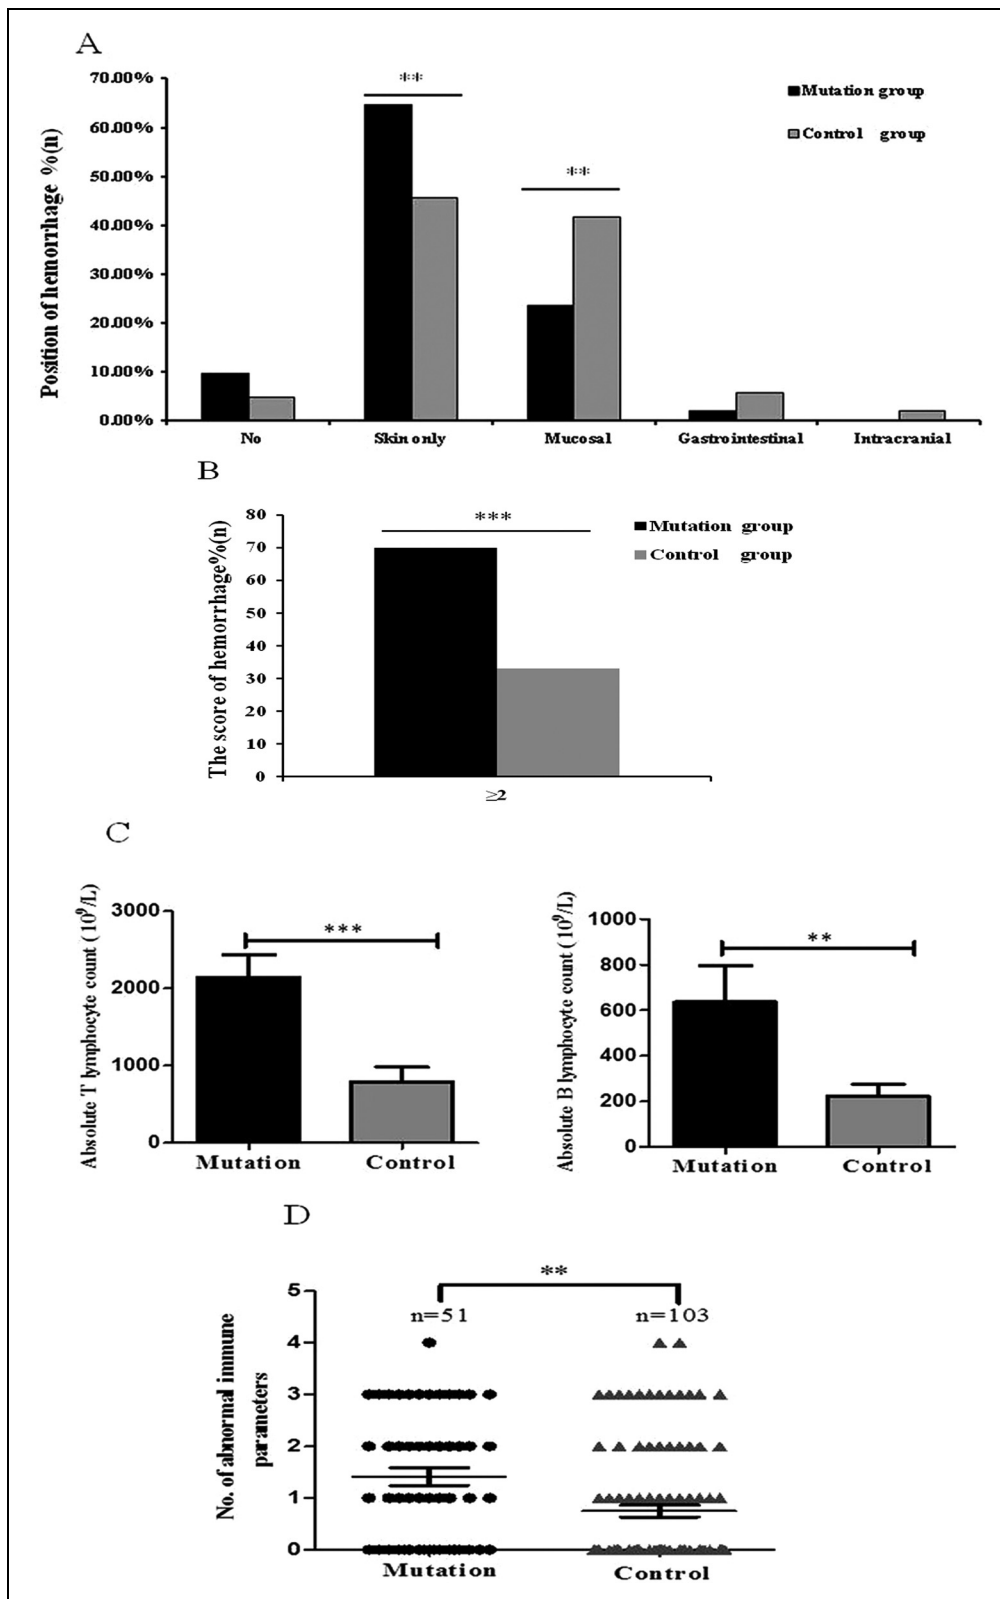 A
Position of hemorrhage %(n)
70.00%
60.00%
50.00%
40.00%
30.00%
20.00%
10.00%
0.00%
**
**
Mutation group
Control group
No
Skin only
Mucosal
Gastrointestinal
Intracranial
B
The score of hemorrhage%(n)
80
70
60
50
40
30
20
10
0
***
Mutation group
Control group
≥2
C
Absolute T lymphocyte count (10⁹/L)
3000
2000
1000
0
***
Mutation
Control
Absolute B lymphocyte count (10⁹/L)
1000
800
600
400
200
0
**
Mutation
Control
D
No. of abnormal immune
parameters
5
4
3
2
1
0
**
n=51
n=103
Mutation
Control